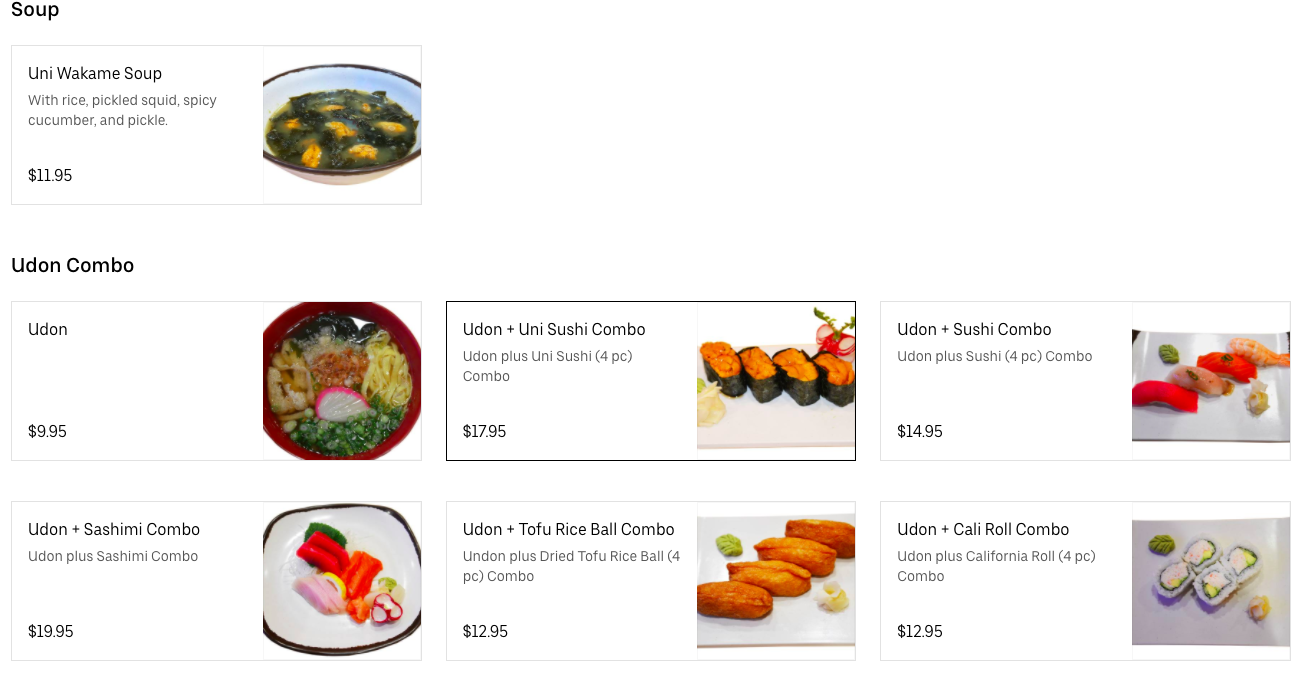 Soup
Uni Wakame Soup
With rice, pickled squid, spicy
cucumber, and pickle.
$11.95
Udon Combo
Udon
$9.95
Udon + Uni Sushi Combo
Udon plus Uni Sushi (4 pc)
Combo
$17.95
Udon + Sushi Combo
Udon plus Sushi (4 pc) Combo
$14.95
Udon + Sashimi Combo
Udon plus Sashimi Combo
$19.95
Udon + Tofu Rice Ball Combo
Undon plus Dried Tofu Rice Ball (4
pc) Combo
$12.95
Udon + Cali Roll Combo
Udon plus California Roll (4 pc)
Combo
$12.95